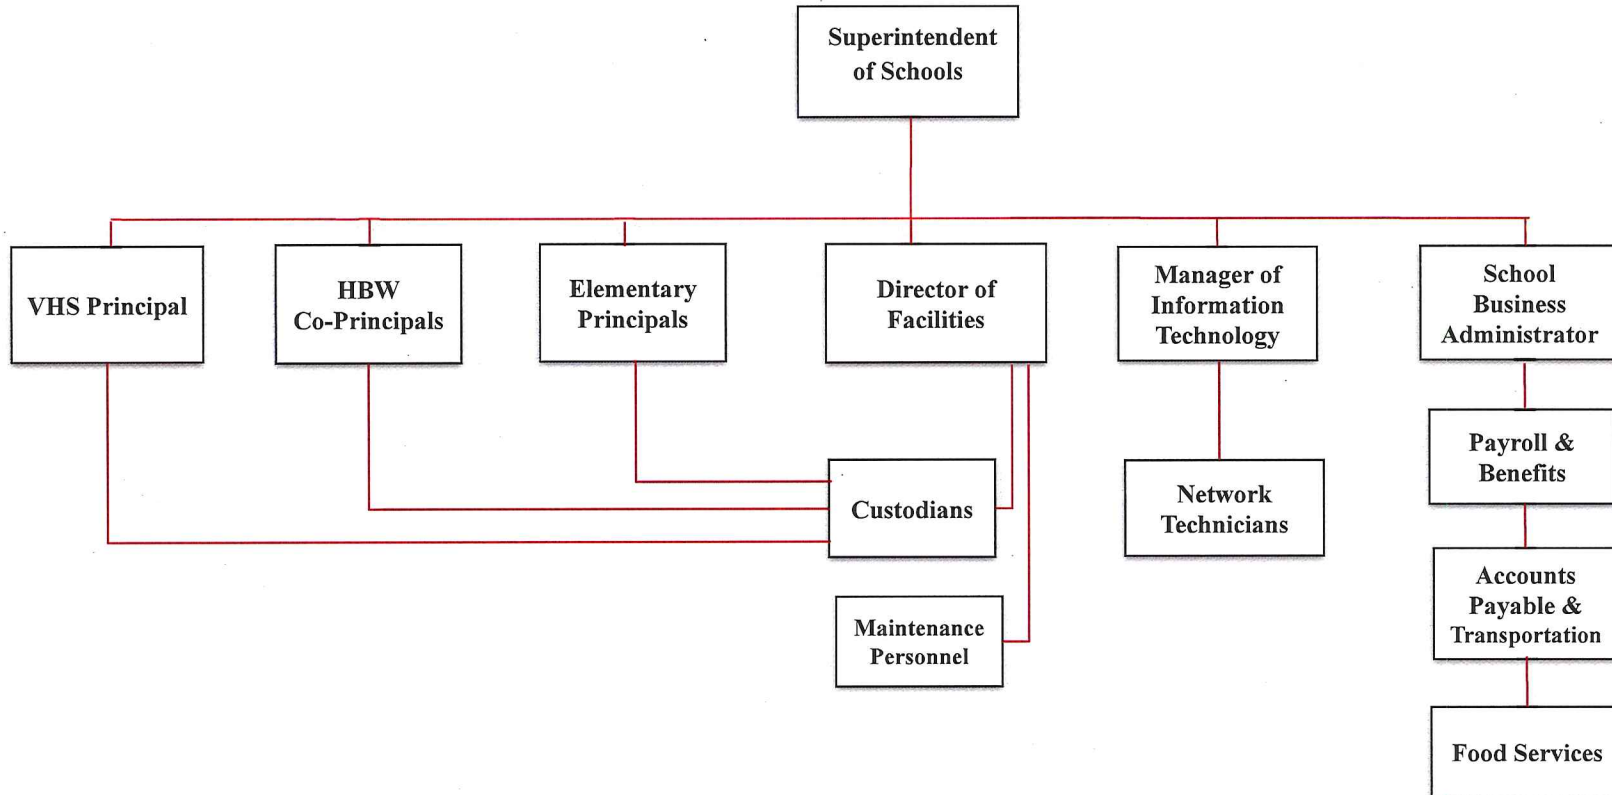 Superintendent
of Schools
VHS Principal
HBW
Co-Principals
Elementary
Principals
Director of
Facilities
Manager of
Information
Technology
School
Business
Administrator
Payroll &
Benefits
Custodians
Network
Technicians
Accounts
Payable &
Transportation
Maintenance
Personnel
Food Services